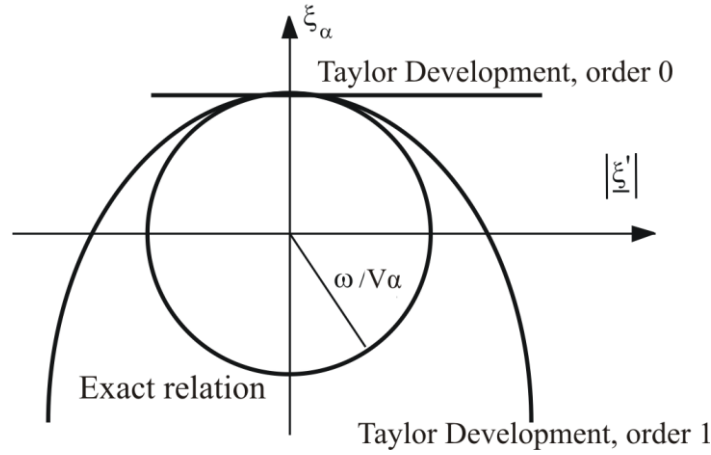 ξα
Taylor Development, order 0
|ξ'|
ω/Vα
Exact relation
Taylor Development, order 1